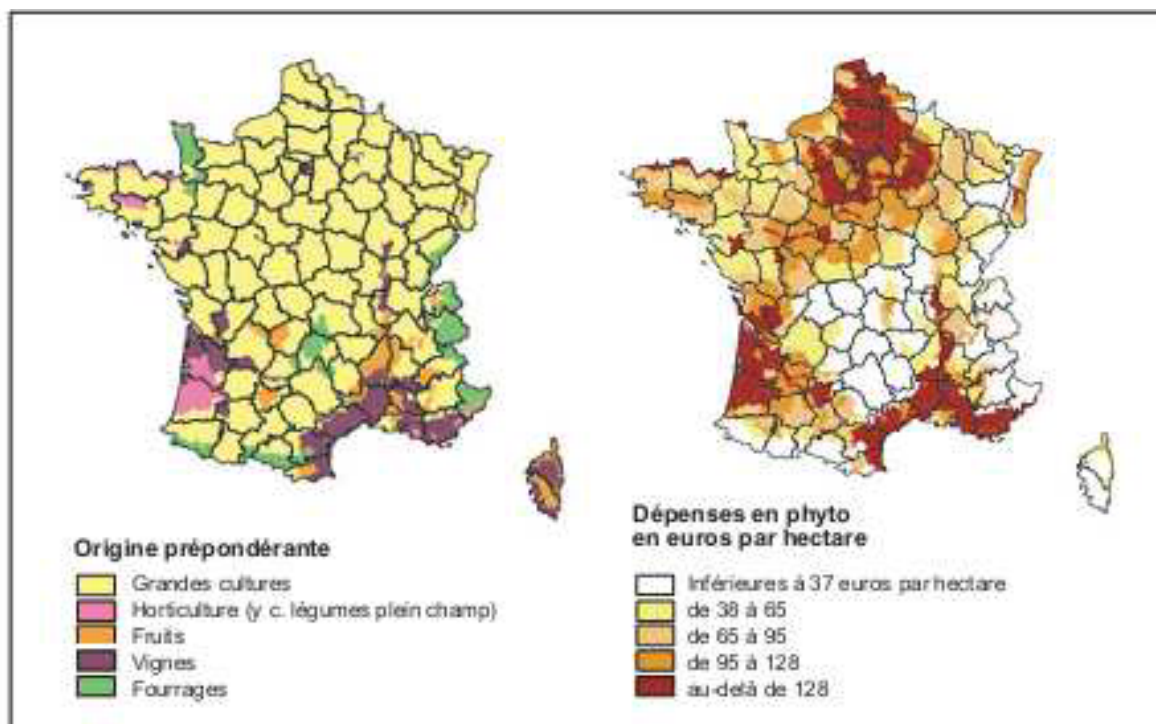 Origine prépondérante
Grandes cultures
Horticulture (y c. légumes plein champ)
Fruits
Vignes
Fourrages
Dépenses en phyto
en euros par hectare
Inférieures à 37 euros par hectare
de 38 à 65
de 65 à 95
de 95 à 128
au-delà de 128